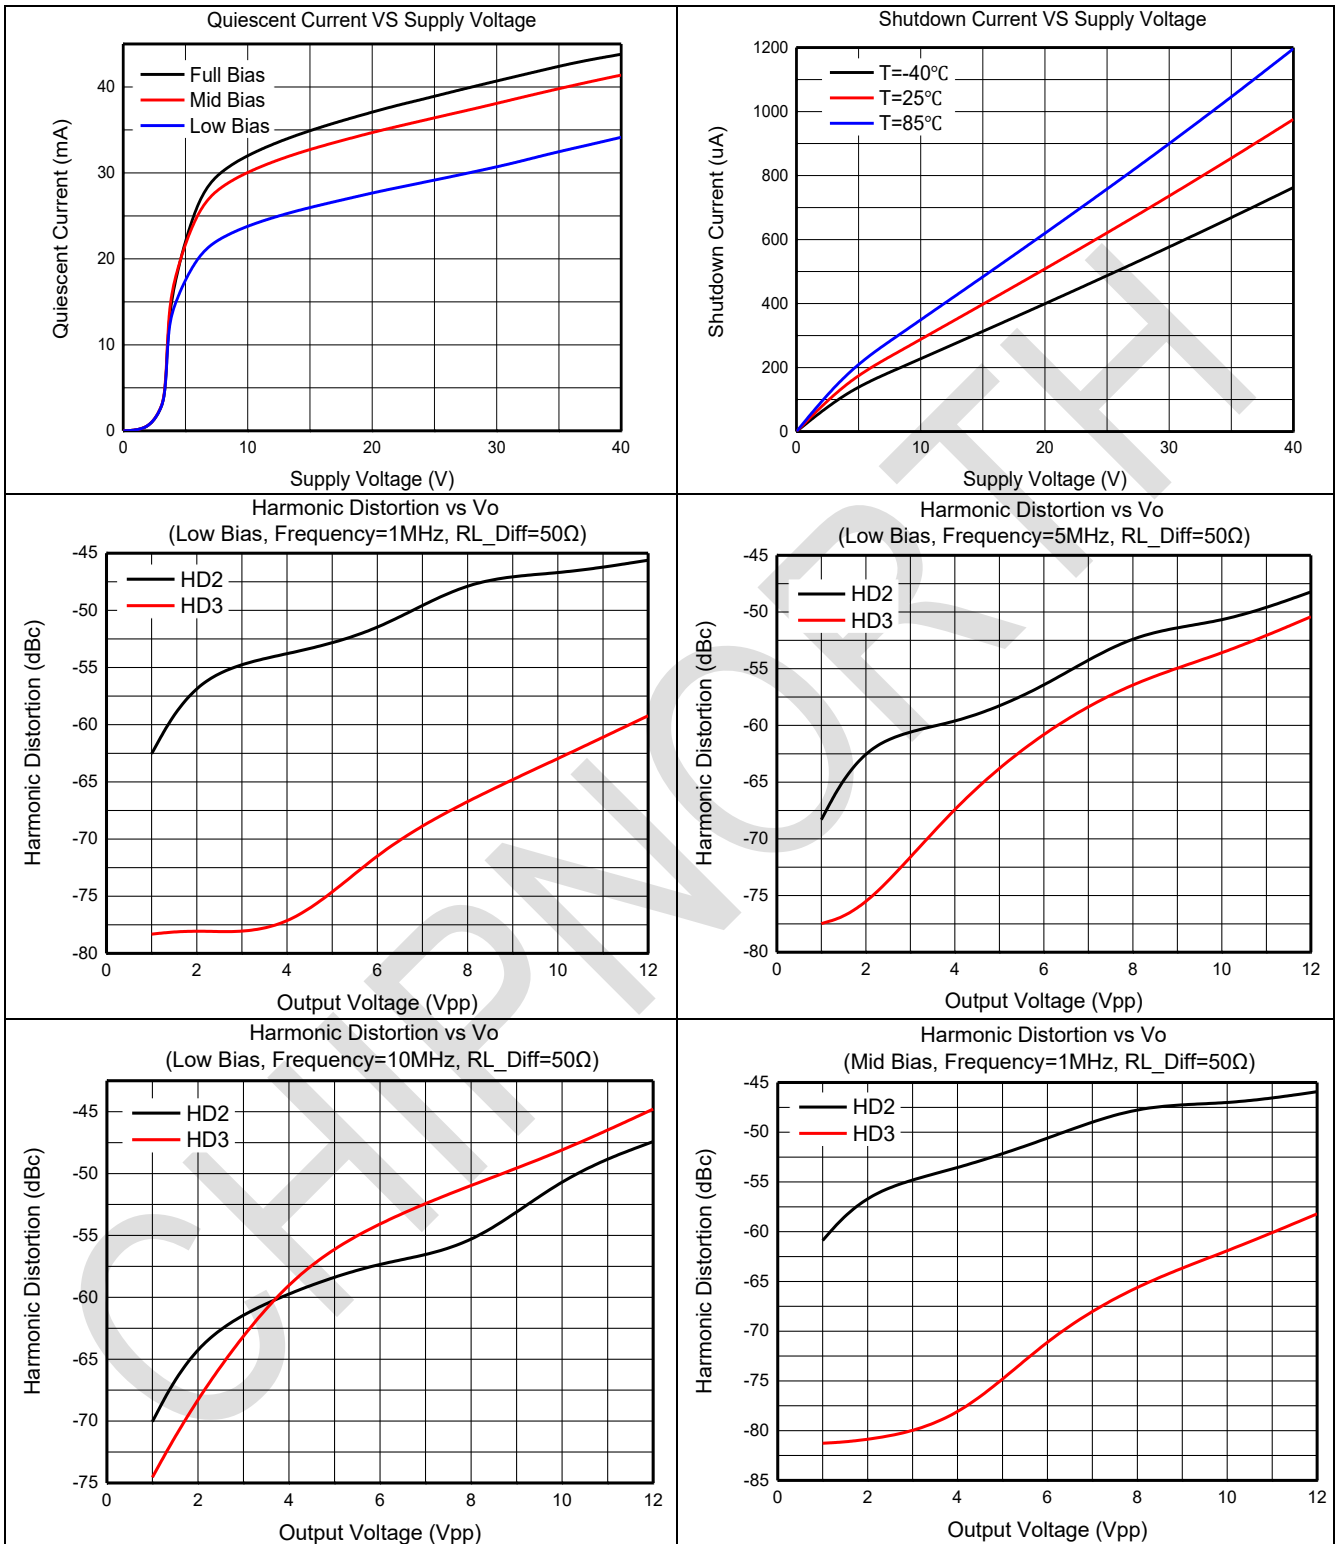 Quiescent Current VS Supply Voltage
Full Bias
Mid Bias
Low Bias
Quiescent Current (mA)
40
30
20
10
0
0 10 20 30 40
Supply Voltage (V)
Shutdown Current VS Supply Voltage
T=-40℃
T=25℃
T=85℃
Shutdown Current (uA)
1200
1000
800
600
400
200
0
0 10 20 30 40
Supply Voltage (V)
Harmonic Distortion vs Vo
(Low Bias, Frequency=1MHz, RL_Diff=50Ω)
HD2
HD3
Harmonic Distortion (dBc)
-45
-50
-55
-60
-65
-70
-75
-80
0 2 4 6 8 10 12
Output Voltage (Vpp)
Harmonic Distortion vs Vo
(Low Bias, Frequency=5MHz, RL_Diff=50Ω)
HD2
HD3
Harmonic Distortion (dBc)
-45
-50
-55
-60
-65
-70
-75
-80
0 2 4 6 8 10 12
Output Voltage (Vpp)
Harmonic Distortion vs Vo
(Low Bias, Frequency=10MHz, RL_Diff=50Ω)
HD2
HD3
Harmonic Distortion (dBc)
-45
-50
-55
-60
-65
-70
-75
0 2 4 6 8 10 12
Output Voltage (Vpp)
Harmonic Distortion vs Vo
(Mid Bias, Frequency=1MHz, RL_Diff=50Ω)
HD2
HD3
Harmonic Distortion (dBc)
-45
-50
-55
-60
-65
-70
-75
-80
-85
0 2 4 6 8 10 12
Output Voltage (Vpp)
CHIPNORTH